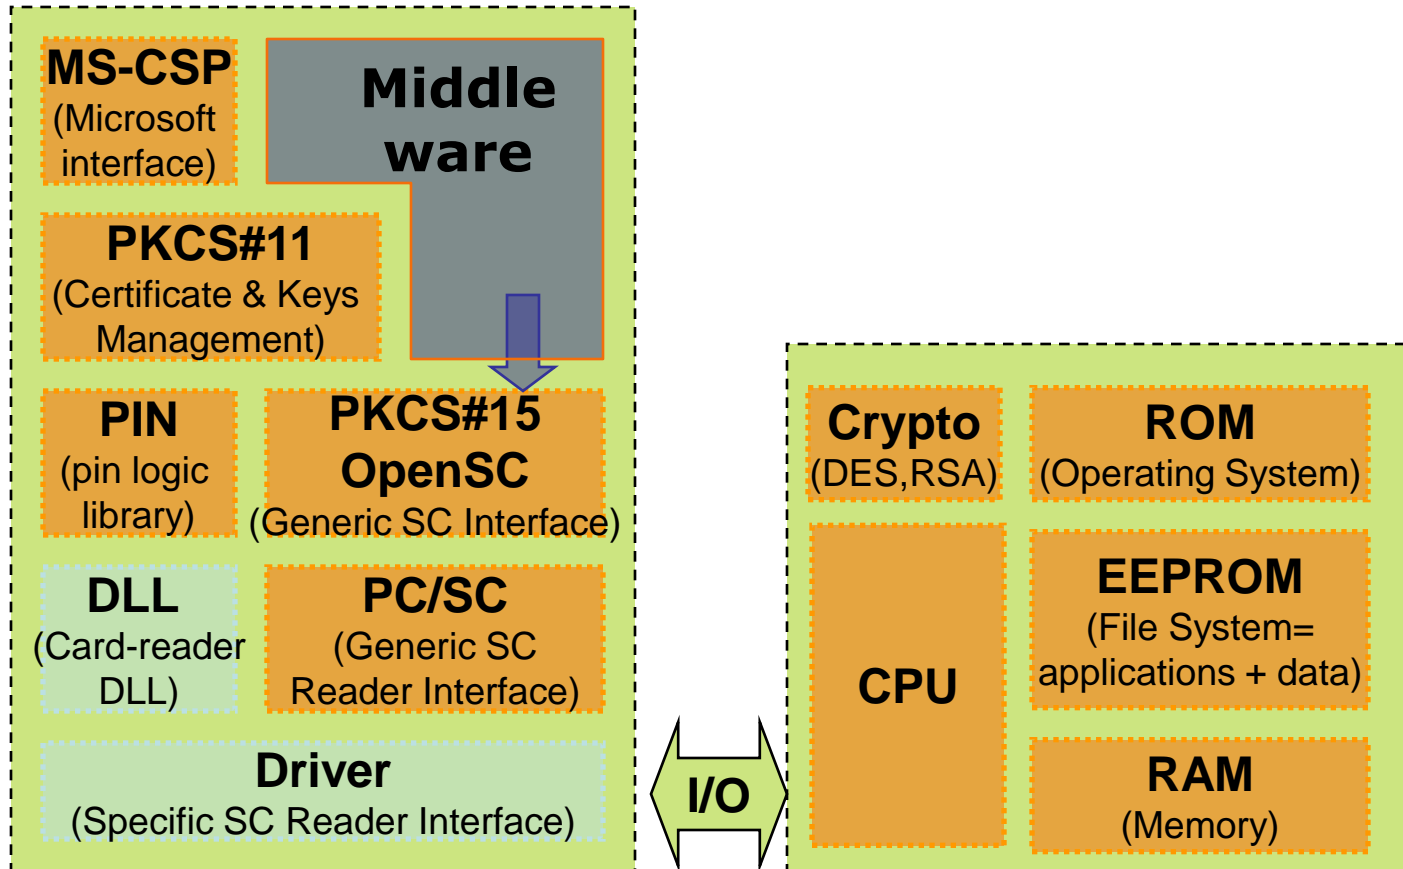 MS-CSP
(Microsoft
interface)
Middle
ware
PKCS#11
(Certificate & Keys
Management)
PIN
(pin logic
library)
PKCS#15
OpenSC
(Generic SC Interface)
DLL
(Card-reader
DLL)
PC/SC
(Generic SC
Reader Interface)
Driver
(Specific SC Reader Interface)
I/O
Crypto
(DES,RSA)
ROM
(Operating System)
CPU
EEPROM
(File System=
applications + data)
RAM
(Memory)